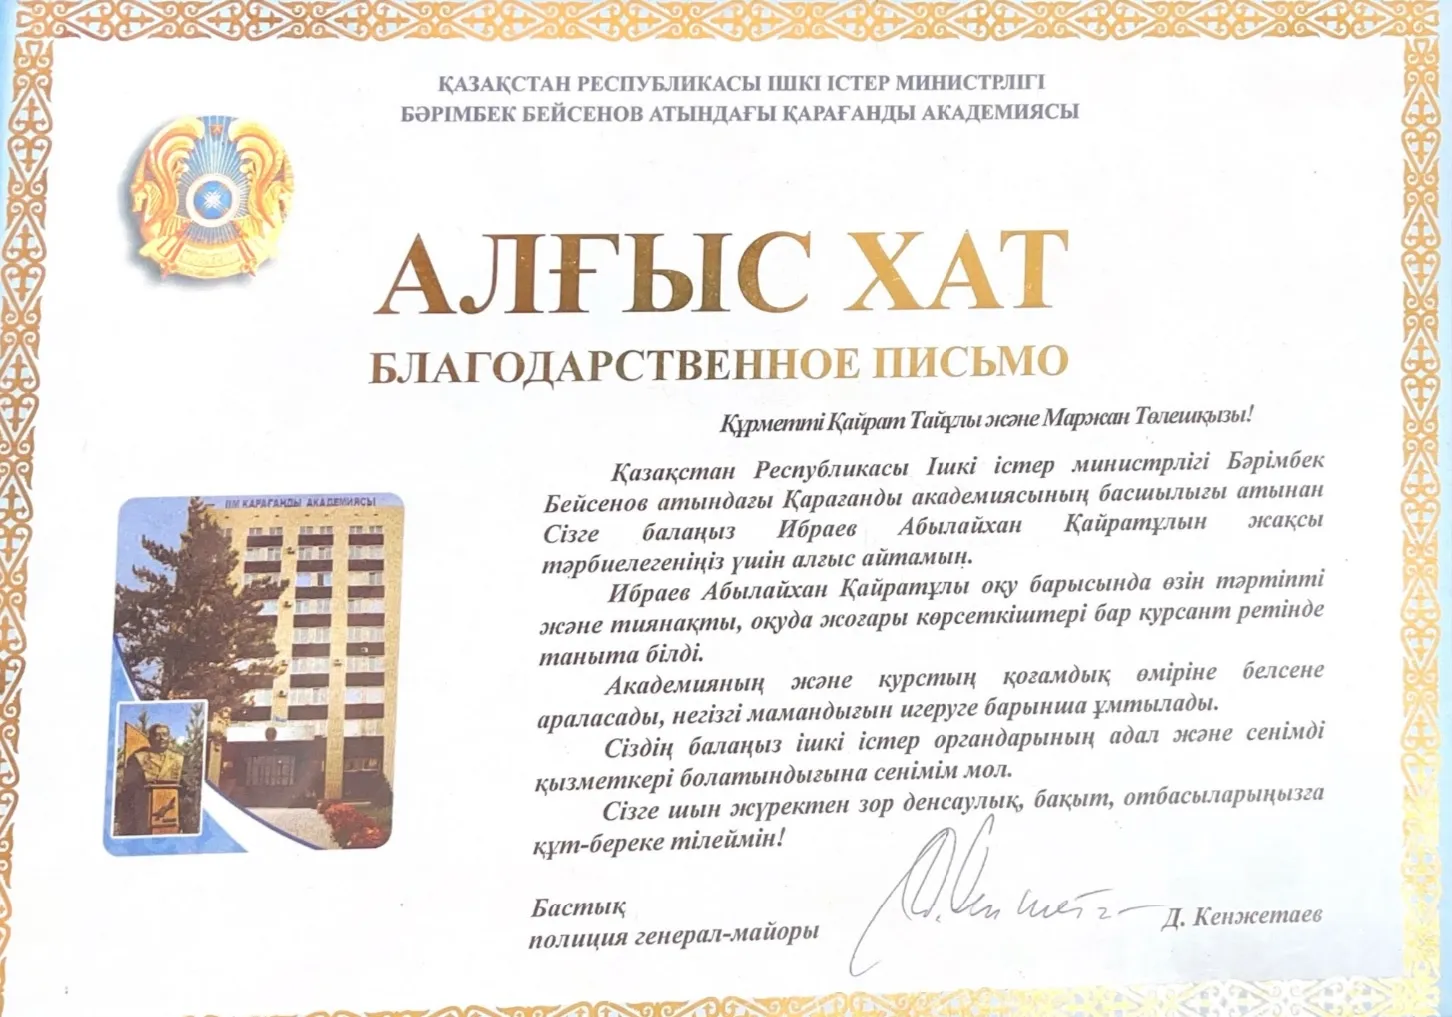 ҚАЗАҚСТАН РЕСПУБЛИКАСЫ ІШКІ ІСТЕР МИНИСТРЛІГІ
БӘРІМБЕК БЕЙСЕНОВ АТЫНДАҒЫ ҚАРАҒАНДЫ АКАДЕМИЯСЫ
АЛҒЫС ХАТ
БЛАГОДАРСТВЕННОЕ ПИСЬМО
Құрметті Қайрат Тайұлы және Маржан Төлешқызы!
Қазақстан Республикасы Ішкі істер министрлігі Бәрімбек
Бейсенов атындағы Қарағанды академиясының басшылығы атынан
Сізге балаңыз Ибраев Абылайхан Қайратұлын жақсы
тәрбиелегеніңіз үшін алғыс айтамын.
Ибраев Абылайхан Қайратұлы оқу барысында өзін тәртіпті
және тиянақты, оқуда жоғары көрсеткіштері бар курсант ретінде
таныта білді.
Академияның және курстың қоғамдық өміріне белсене
араласады, негізгі мамандығын игеруге барынша ұмтылады.
Сіздің балаңыз ішкі істер органдарының адал және сенімді
қызметкері болатындығына сенімім мол.
Сізге шын жүректен зор денсаулық, бақыт, отбасыларыңызға
құт-береке тілеймін!
Бастық
полиция генерал-майоры
Д. Кенжетаев
ІІМ ҚАРАҒАНДЫ АКАДЕМИЯСЫ